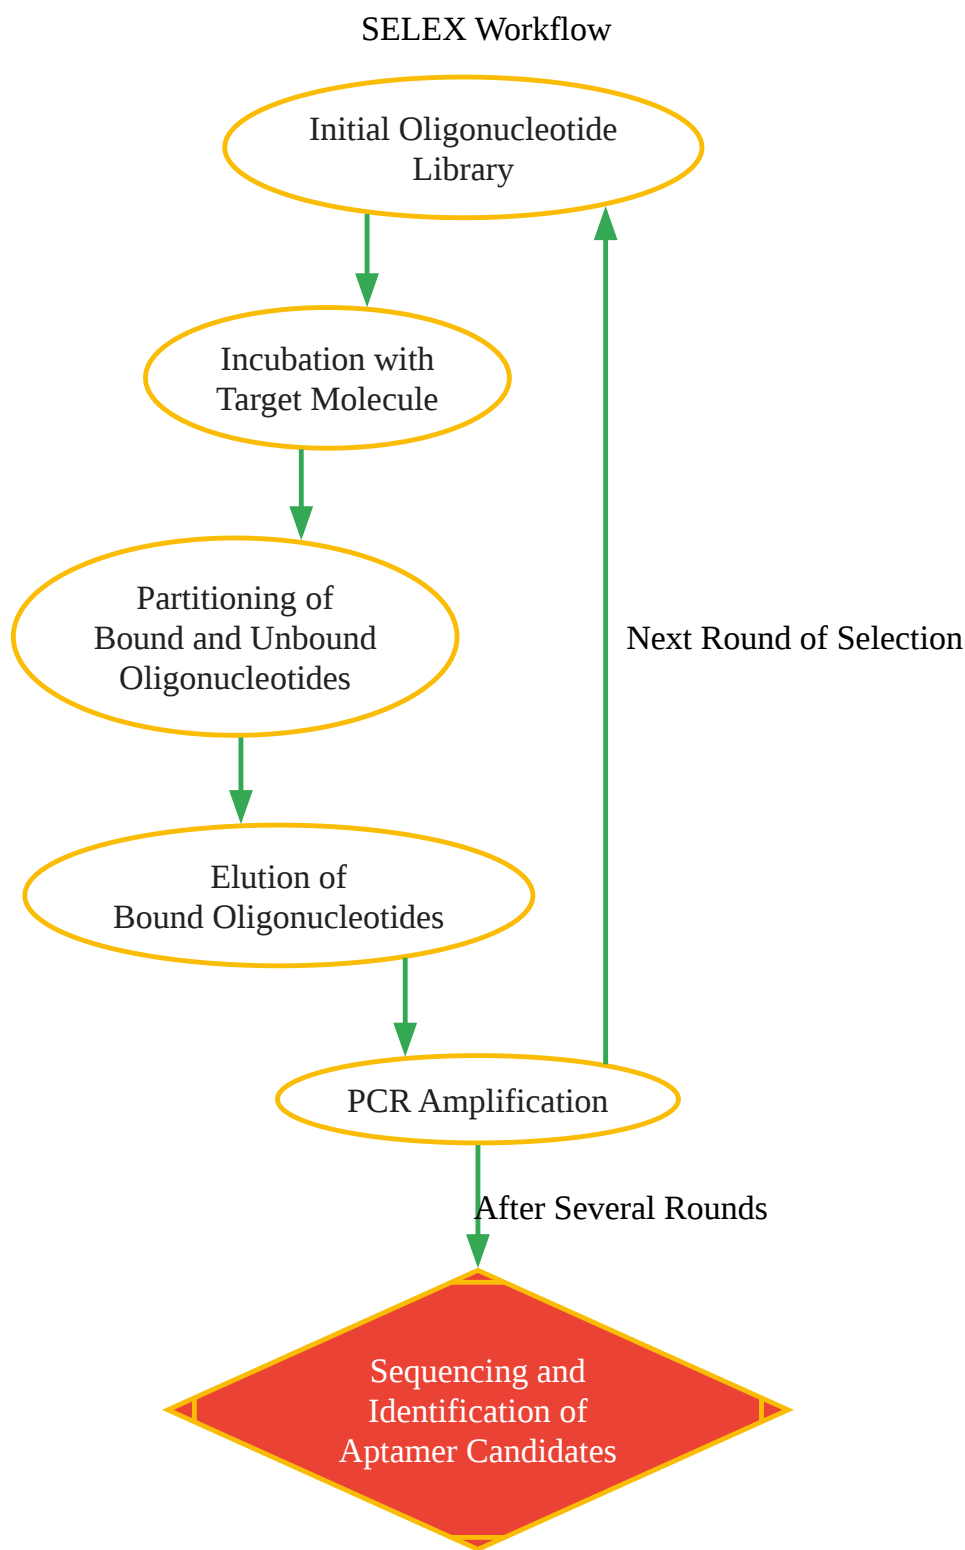 SELEX Workflow
Initial Oligonucleotide
Library
Incubation with
Target Molecule
Partitioning of
Bound and Unbound
Oligonucleotides
Next Round of Selection
Elution of
Bound Oligonucleotides
PCR Amplification
After Several Rounds
Sequencing and
Identification of
Aptamer Candidates